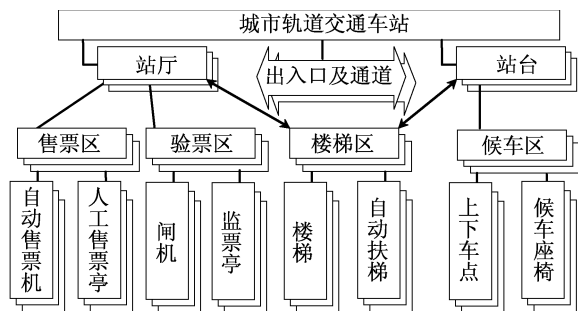 城市轨道交通车站
站厅
出入口及通道
站台
售票区
验票区
楼梯区
候车区
自动售票机
人工售票亭
闸机
监票亭
楼梯
自动扶梯
上下车点
候车座椅